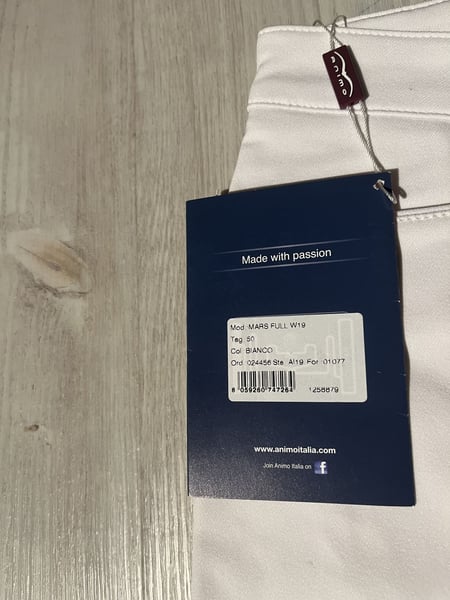 animo
Made with passion
Mod MARS FULL W19
Tag 50
Col BIANCO
Ord 024456 Sta AI19 For 01077
8 059260 747264 1258879
www.animoitalia.com
Join Animo Italia on f